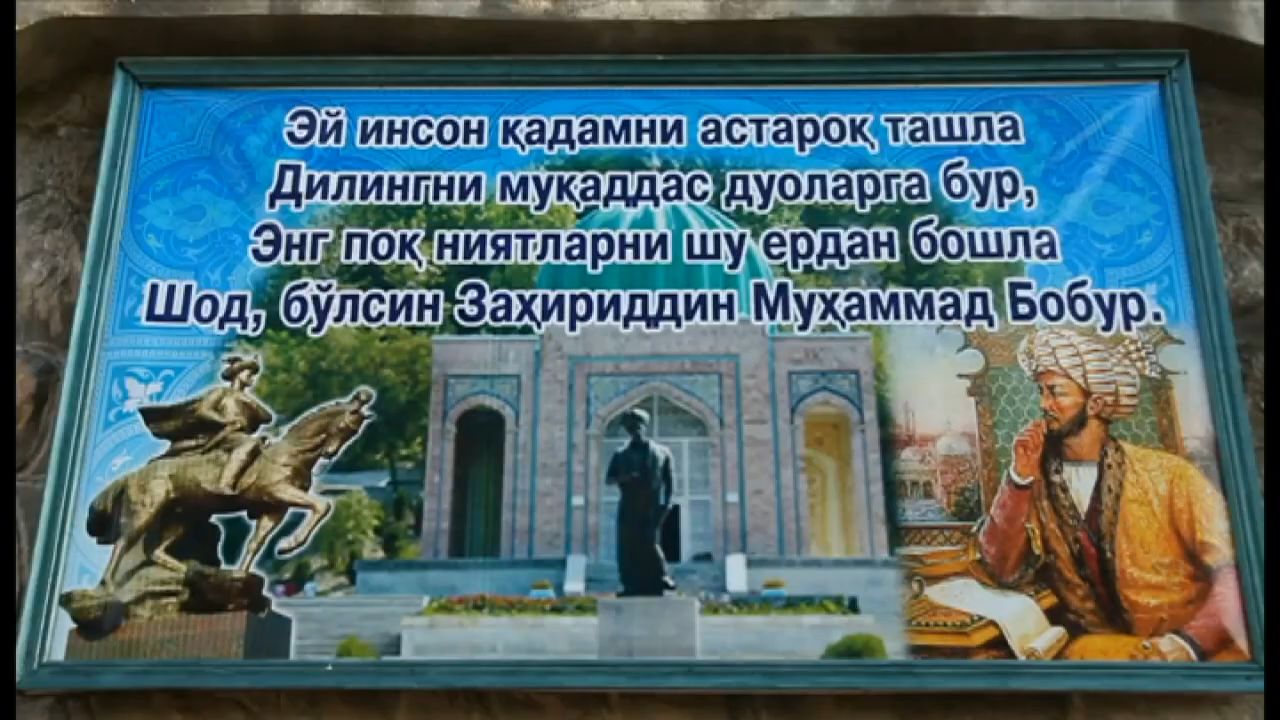 Эй инсон қадамни астароқ ташла
Дилингни муқаддас дуоларга бур,
Энг поқ ниятларни шу ердан бошла
Шод, бўлсин Заҳириддин Муҳаммад Бобур.